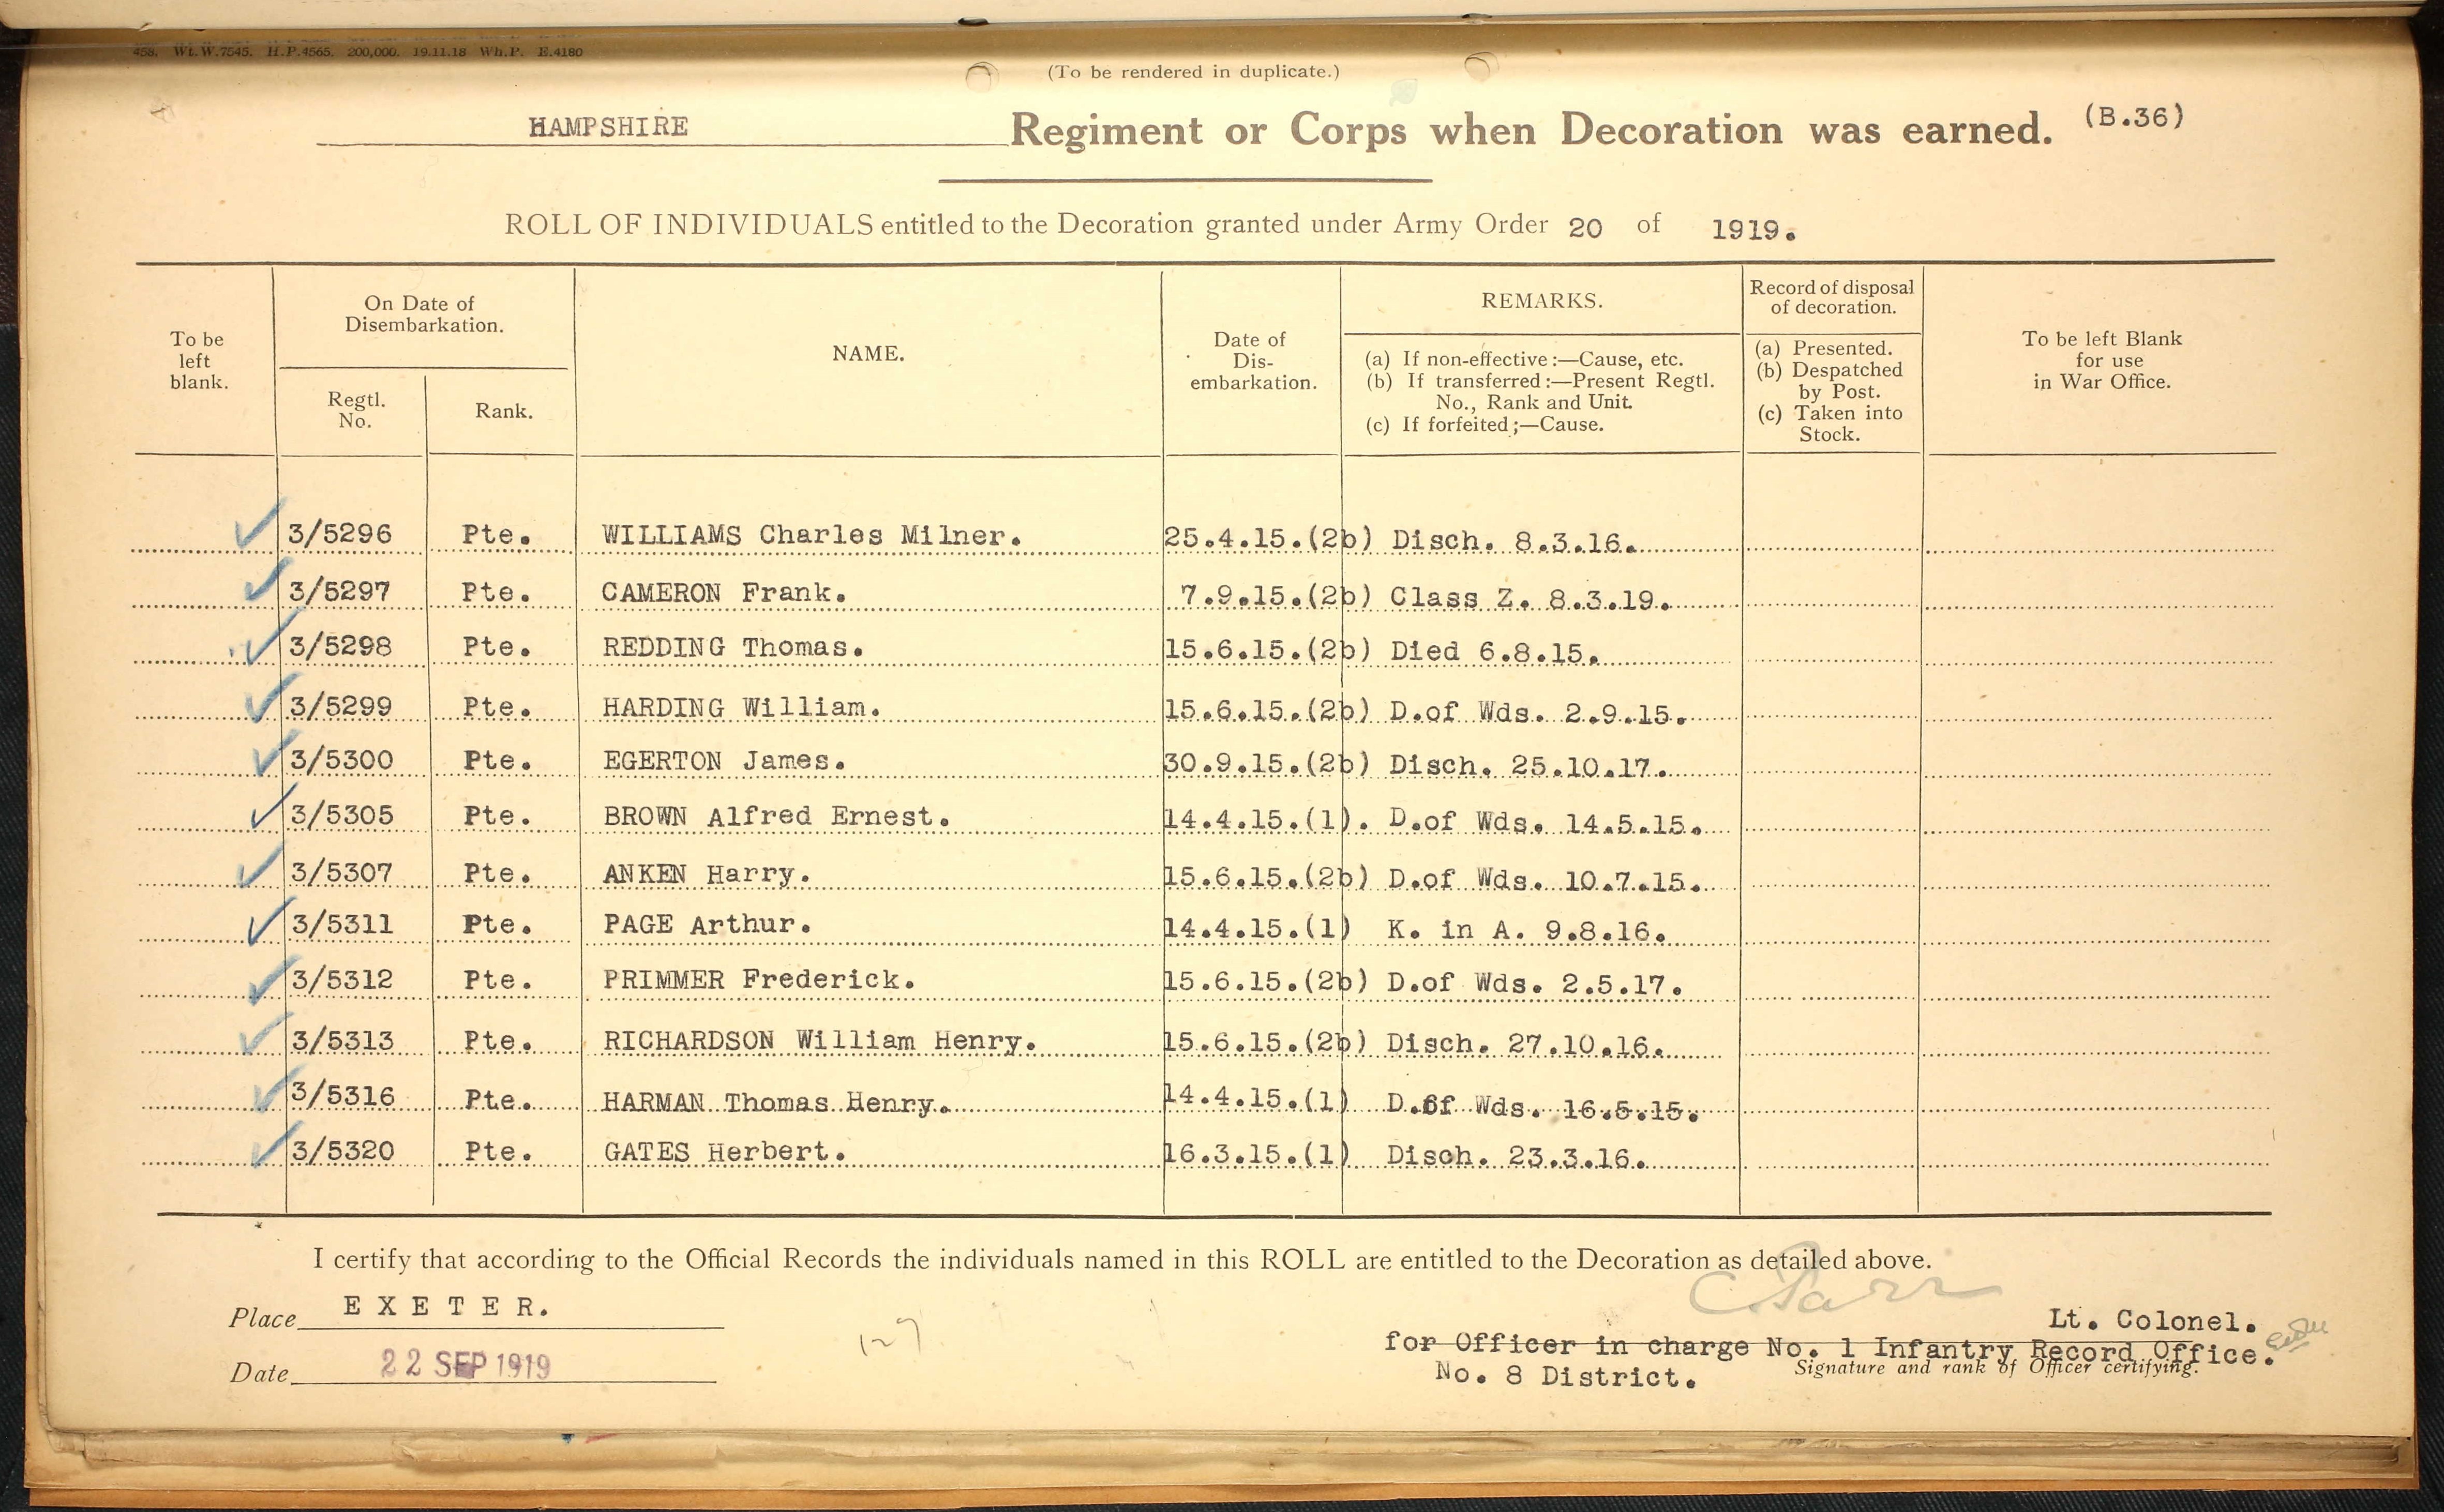 458. Wt. W.7545. H.P.4565. 200,000. 19.11.18 Wh.P. E.4180
(To be rendered in duplicate.)
HAMPSHIRE Regiment or Corps when Decoration was earned. (B.36)
ROLL OF INDIVIDUALS entitled to the Decoration granted under Army Order 20 of 1919.
To be left blank.
On Date of Disembarkation.
Regtl. No.
Rank.
NAME.
Date of Dis-embarkation.
REMARKS.
(a) If non-effective:—Cause, etc.
(b) If transferred:—Present Regtl. No., Rank and Unit.
(c) If forfeited;—Cause.
Record of disposal of decoration.
(a) Presented.
(b) Despatched by Post.
(c) Taken into Stock.
To be left Blank for use in War Office.
3/5296 Pte. WILLIAMS Charles Milner. 25.4.15.(2b) Disch. 8.3.16.
3/5297 Pte. CAMERON Frank. 7.9.15.(2b) Class Z. 8.3.19.
3/5298 Pte. REDDING Thomas. 15.6.15.(2b) Died 6.8.15.
3/5299 Pte. HARDING William. 15.6.15.(2b) D.of Wds. 2.9.15.
3/5300 Pte. EGERTON James. 30.9.15.(2b) Disch. 25.10.17.
3/5305 Pte. BROWN Alfred Ernest. 14.4.15.(1). D.of Wds. 14.5.15.
3/5307 Pte. ANKEN Harry. 15.6.15.(2b) D.of Wds. 10.7.15.
3/5311 Pte. PAGE Arthur. 14.4.15.(1) K. in A. 9.8.16.
3/5312 Pte. PRIMMER Frederick. 15.6.15.(2b) D.of Wds. 2.5.17.
3/5313 Pte. RICHARDSON William Henry. 15.6.15.(2b) Disch. 27.10.16.
3/5316 Pte. HARMAN Thomas Henry. 14.4.15.(1) D.of Wds. 16.5.15.
3/5320 Pte. GATES Herbert. 16.3.15.(1) Disch. 23.3.16.
I certify that according to the Official Records the individuals named in this ROLL are entitled to the Decoration as detailed above.
Place EXETER.
C. Parr
Lt. Colonel.
for Officer in charge No. 1 Infantry Record Office.
Date 22 SEP 1919
127
No. 8 District.
Signature and rank of Officer certifying.